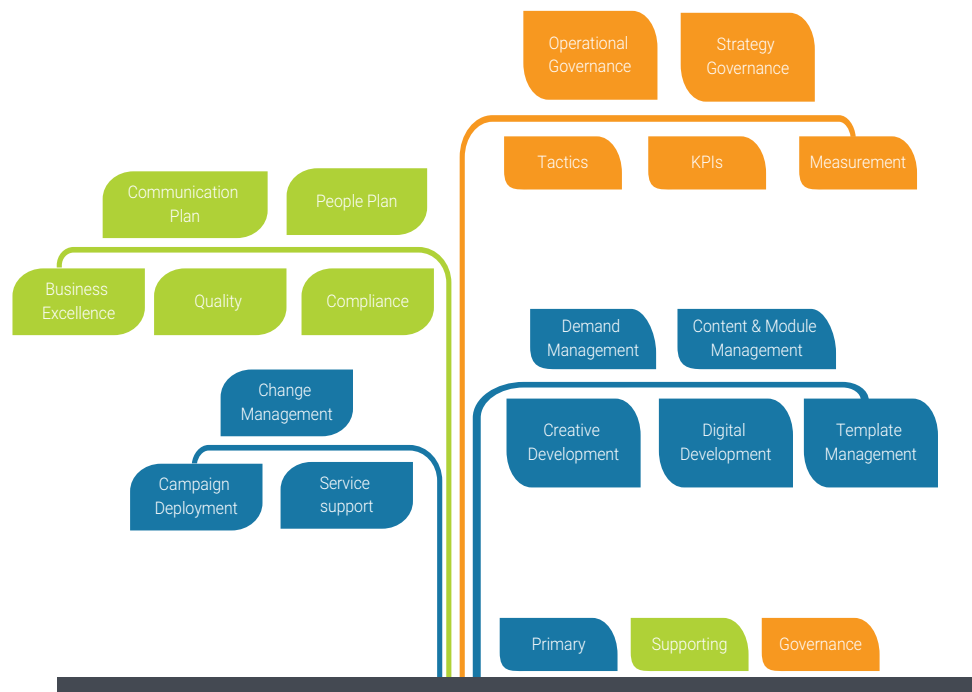 Operational
Governance
Strategy
Governance
Tactics
KPIs
Measurement
Communication
Plan
People Plan
Business
Excellence
Quality
Compliance
Demand
Management
Content & Module
Management
Change
Management
Creative
Development
Digital
Development
Template
Management
Campaign
Deployment
Service
support
Primary
Supporting
Governance